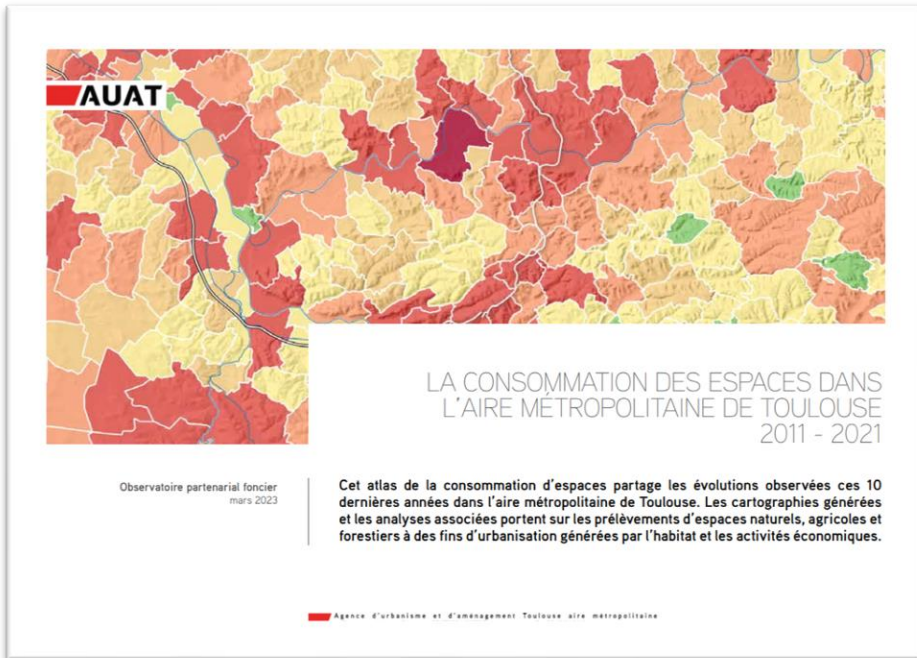 AUAT
LA CONSOMMATION DES ESPACES DANS
L'AIRE MÉTROPOLITAINE DE TOULOUSE
2011 - 2021
Observatoire partenarial foncier
mars 2023
Cet atlas de la consommation d'espaces partage les évolutions observées ces 10
dernières années dans l'aire métropolitaine de Toulouse. Les cartographies générées
et les analyses associées portent sur les prélèvements d'espaces naturels, agricoles et
forestiers à des fins d'urbanisation générées par l'habitat et les activités économiques.
Agence d'urbanisme et d'aménagement Toulouse aire métropolitaine